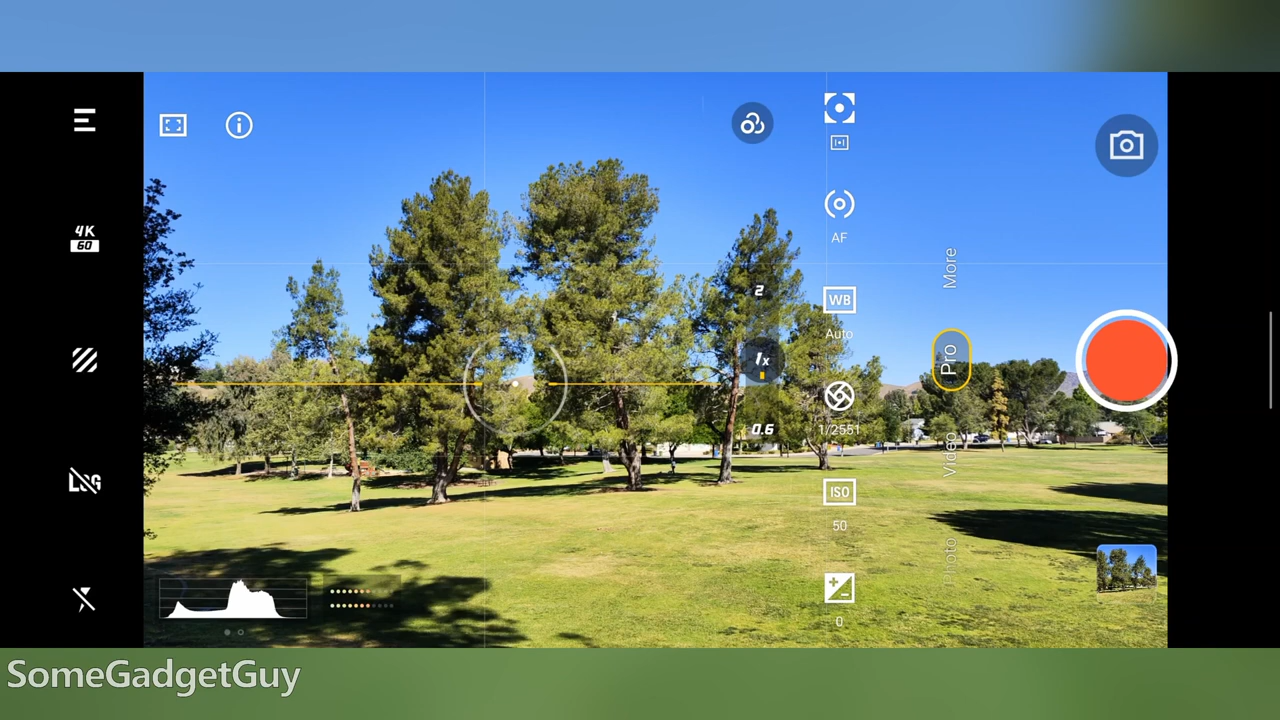 4K
60
LOG
2
1x
0.6
AF
WB
Auto
1/2551
ISO
50
0
More
Pro
Video
Photo
SomeGadgetGuy